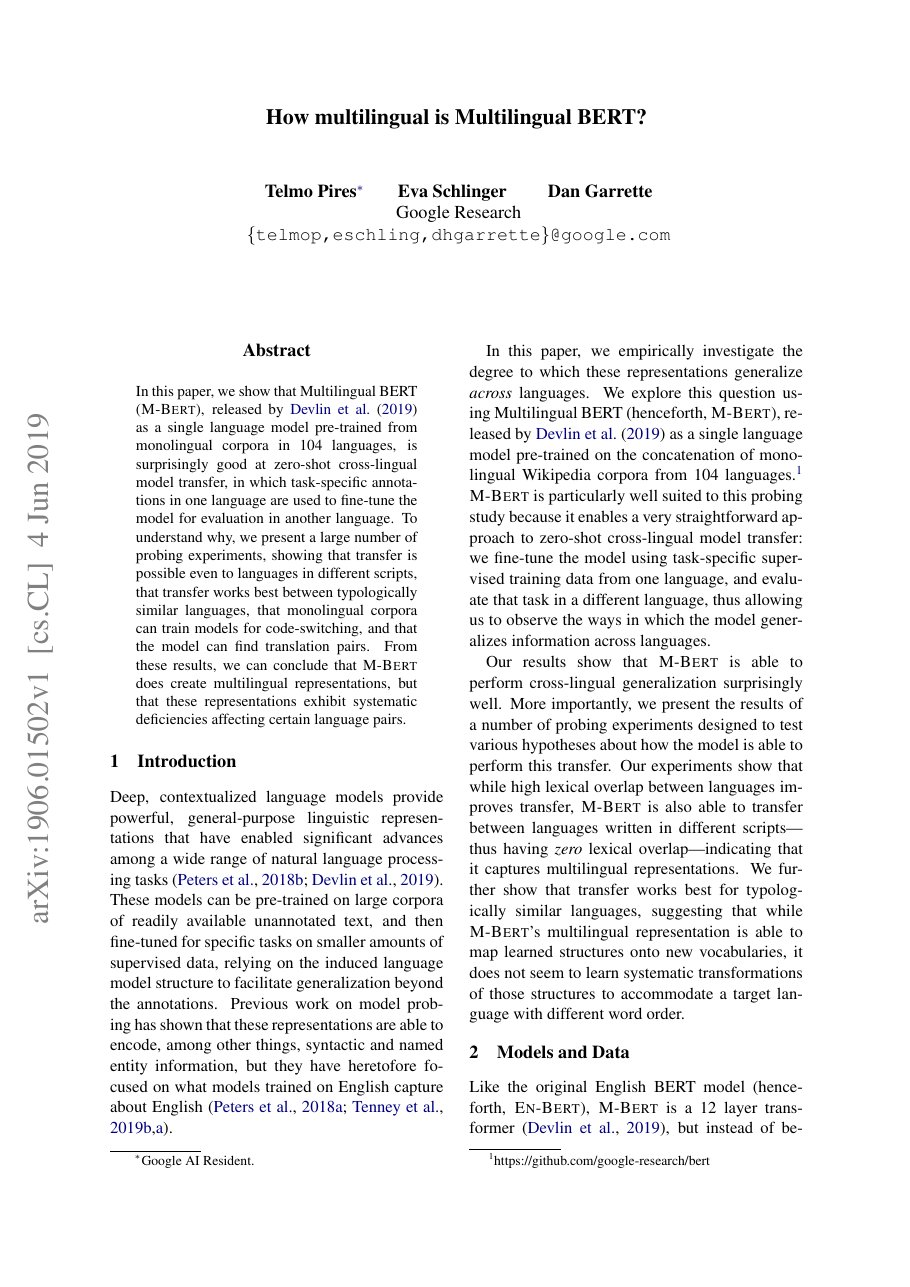 How multilingual is Multilingual BERT?
Telmo Pires* Eva Schlinger Dan Garrette
Google Research
{telmop,eschling,dhgarrette}@google.com
arXiv:1906.01502v1 [cs.CL] 4 Jun 2019
Abstract
In this paper, we show that Multilingual BERT
(M-BERT), released by Devlin et al. (2019)
as a single language model pre-trained from
monolingual corpora in 104 languages, is
surprisingly good at zero-shot cross-lingual
model transfer, in which task-specific annota-
tions in one language are used to fine-tune the
model for evaluation in another language. To
understand why, we present a large number of
probing experiments, showing that transfer is
possible even to languages in different scripts,
that transfer works best between typologically
similar languages, that monolingual corpora
can train models for code-switching, and that
the model can find translation pairs. From
these results, we can conclude that M-BERT
does create multilingual representations, but
that these representations exhibit systematic
deficiencies affecting certain language pairs.
1 Introduction
Deep, contextualized language models provide
powerful, general-purpose linguistic represen-
tations that have enabled significant advances
among a wide range of natural language process-
ing tasks (Peters et al., 2018b; Devlin et al., 2019).
These models can be pre-trained on large corpora
of readily available unannotated text, and then
fine-tuned for specific tasks on smaller amounts of
supervised data, relying on the induced language
model structure to facilitate generalization beyond
the annotations. Previous work on model prob-
ing has shown that these representations are able to
encode, among other things, syntactic and named
entity information, but they have heretofore fo-
cused on what models trained on English capture
about English (Peters et al., 2018a; Tenney et al.,
2019b,a).
*Google AI Resident.
In this paper, we empirically investigate the
degree to which these representations generalize
across languages. We explore this question us-
ing Multilingual BERT (henceforth, M-BERT), re-
leased by Devlin et al. (2019) as a single language
model pre-trained on the concatenation of mono-
lingual Wikipedia corpora from 104 languages.1
M-BERT is particularly well suited to this probing
study because it enables a very straightforward ap-
proach to zero-shot cross-lingual model transfer:
we fine-tune the model using task-specific super-
vised training data from one language, and evalu-
ate that task in a different language, thus allowing
us to observe the ways in which the model gener-
alizes information across languages.
Our results show that M-BERT is able to
perform cross-lingual generalization surprisingly
well. More importantly, we present the results of
a number of probing experiments designed to test
various hypotheses about how the model is able to
perform this transfer. Our experiments show that
while high lexical overlap between languages im-
proves transfer, M-BERT is also able to transfer
between languages written in different scripts—
thus having zero lexical overlap—indicating that
it captures multilingual representations. We fur-
ther show that transfer works best for typolog-
ically similar languages, suggesting that while
M-BERT's multilingual representation is able to
map learned structures onto new vocabularies, it
does not seem to learn systematic transformations
of those structures to accommodate a target lan-
guage with different word order.
2 Models and Data
Like the original English BERT model (hence-
forth, EN-BERT), M-BERT is a 12 layer trans-
former (Devlin et al., 2019), but instead of be-
1https://github.com/google-research/bert